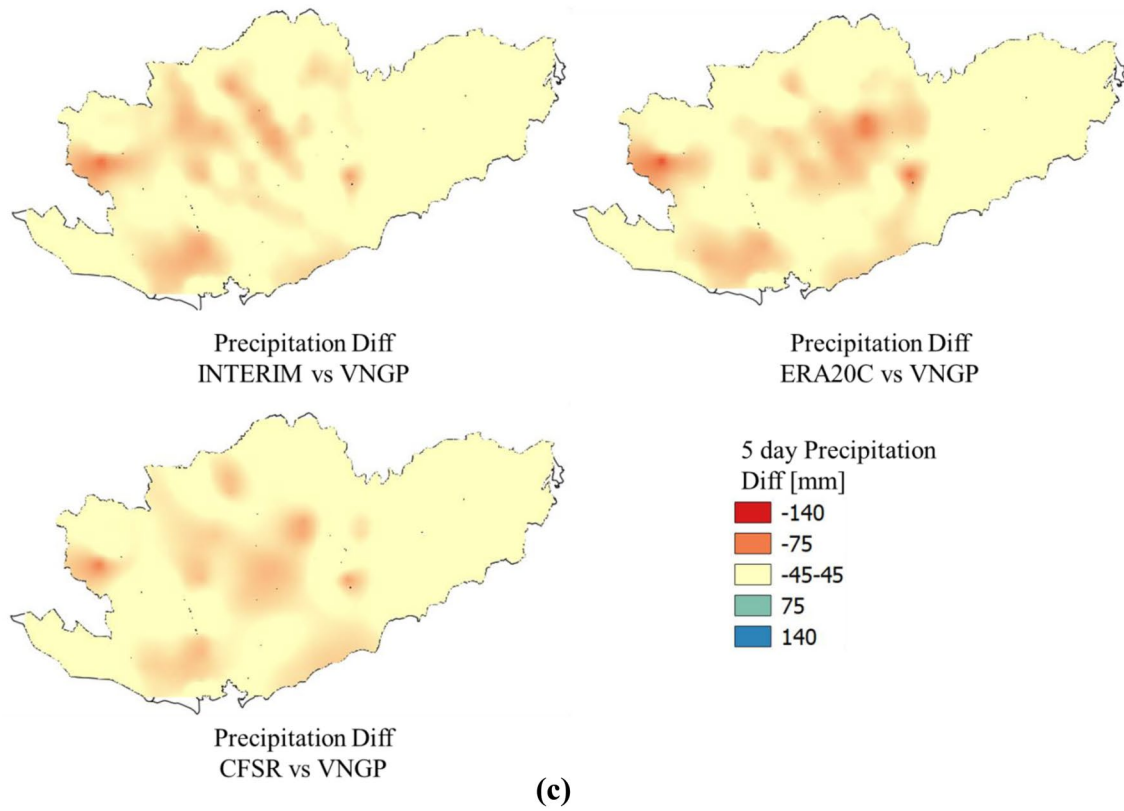 Precipitation Diff
INTERIM vs VNGP
Precipitation Diff
ERA20C vs VNGP
5 day Precipitation
Diff [mm]
-140
-75
-45-45
75
140
Precipitation Diff
CFSR vs VNGP
(c)